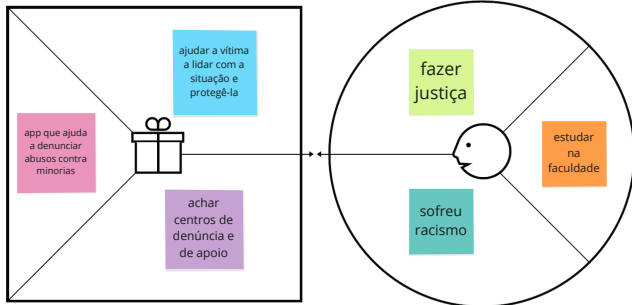 ajudar a vítima
a lidar com a
situação e
protegê-la
app que ajuda
a denunciar
abusos contra
minorias
achar
centros de
denúncia e
de apoio
fazer
justiça
estudar
na
faculdade
sofreu
racismo